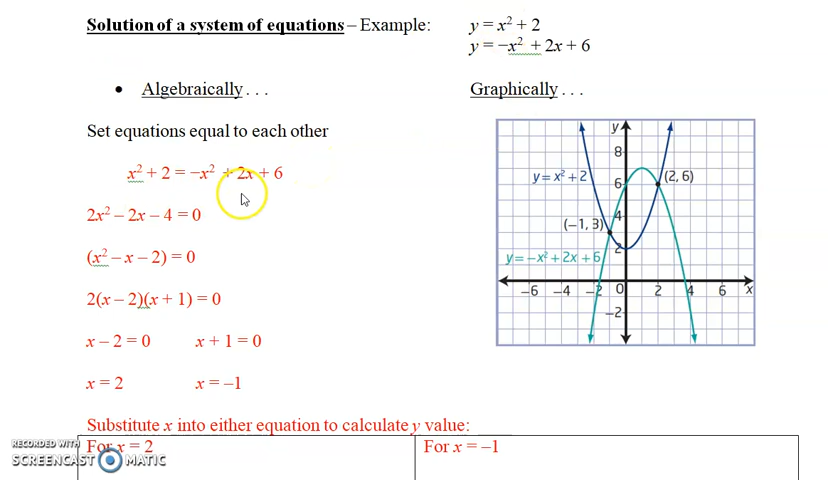 Solution of a system of equations – Example:
y = x² + 2
y = −x² + 2x + 6
• Algebraically . . .
Graphically . . .
Set equations equal to each other
x² + 2 = −x² + 2x + 6
2x² − 2x − 4 = 0
(x² − x − 2) = 0
2(x − 2)(x + 1) = 0
x − 2 = 0 x + 1 = 0
x = 2 x = −1
y
8
y = x² + 2
6
(2, 6)
4
(−1, 3)
2
y = −x² + 2x + 6
−6 −4 −2 0 2 4 6 x
−2
Substitute x into either equation to calculate y value:
For x = 2
For x = −1
RECORDED WITH
SCREENCAST MATIC